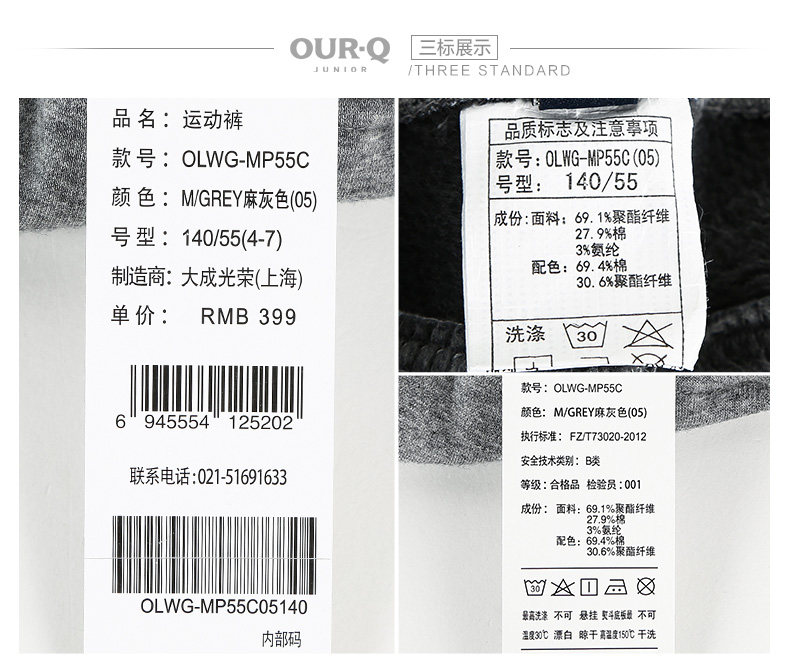 OUR·Q
JUNIOR
三标展示
/THREE STANDARD
品名：运动裤
款号：OLWG-MP55C
颜色：M/GREY麻灰色(05)
号型：140/55(4-7)
制造商：大成光荣(上海)
单价：RMB 399
6 945554 125202
联系电话：021-51691633
OLWG-MP55C05140
内部码
品质标志及注意事项
款号：OLWG-MP55C(05)
号型：140/55
成份：面料：69.1%聚酯纤维
27.9%棉
3%氨纶
配色：69.4%棉
30.6%聚酯纤维
洗涤
30
款号：OLWG-MP55C
颜色：M/GREY麻灰色(05)
执行标准：FZ/T73020-2012
安全技术类别：B类
等级：合格品 检验员：001
成份：面料：69.1%聚酯纤维
27.9%棉
3%氨纶
配色：69.4%棉
30.6%聚酯纤维
30
最高洗涤 不可 悬挂 熨斗底板最 不可
温度30℃ 漂白 晾干 高温度150℃ 干洗